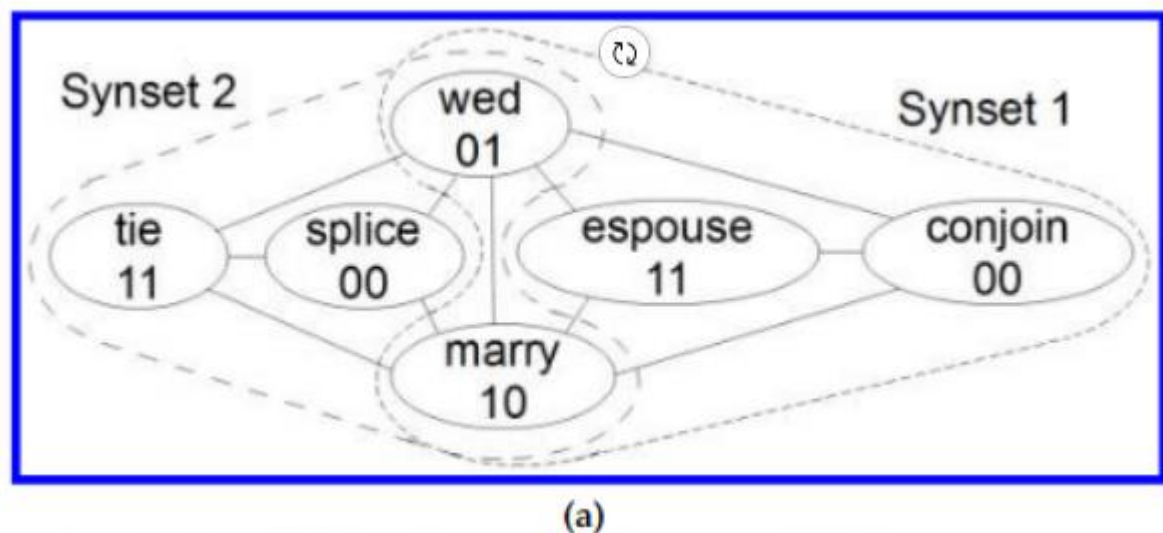 Synset 2
wed
01
Synset 1
tie
11
splice
00
espouse
11
conjoin
00
marry
10
(a)